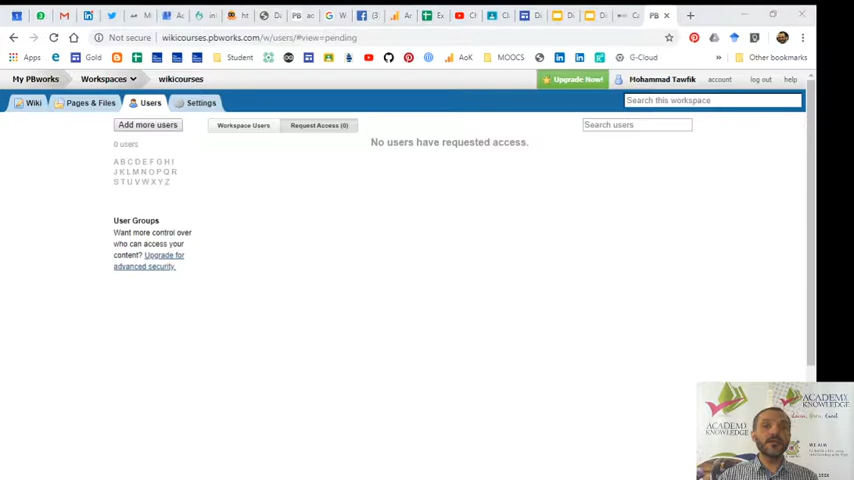 Not secure
wikicourses.pbworks.com/w/users/#view=pending
Apps
Gold
Student
AoK
MOOCS
G-Cloud
Other bookmarks
My PBworks
Workspaces
wikicourses
Upgrade Now!
Mohammad Tawfik
account
log out
help
Wiki
Pages & Files
Users
Settings
Search this workspace
Add more users
Workspace Users
Request Access (0)
Search users
0 users
No users have requested access.
A B C D E F G H I
J K L M N O P Q R
S T U V W X Y Z
User Groups
Want more control over
who can access your
content? Upgrade for
advanced security.
ACADEMY
KNOWLEDGE
ACADEMY
KNOWLEDGE